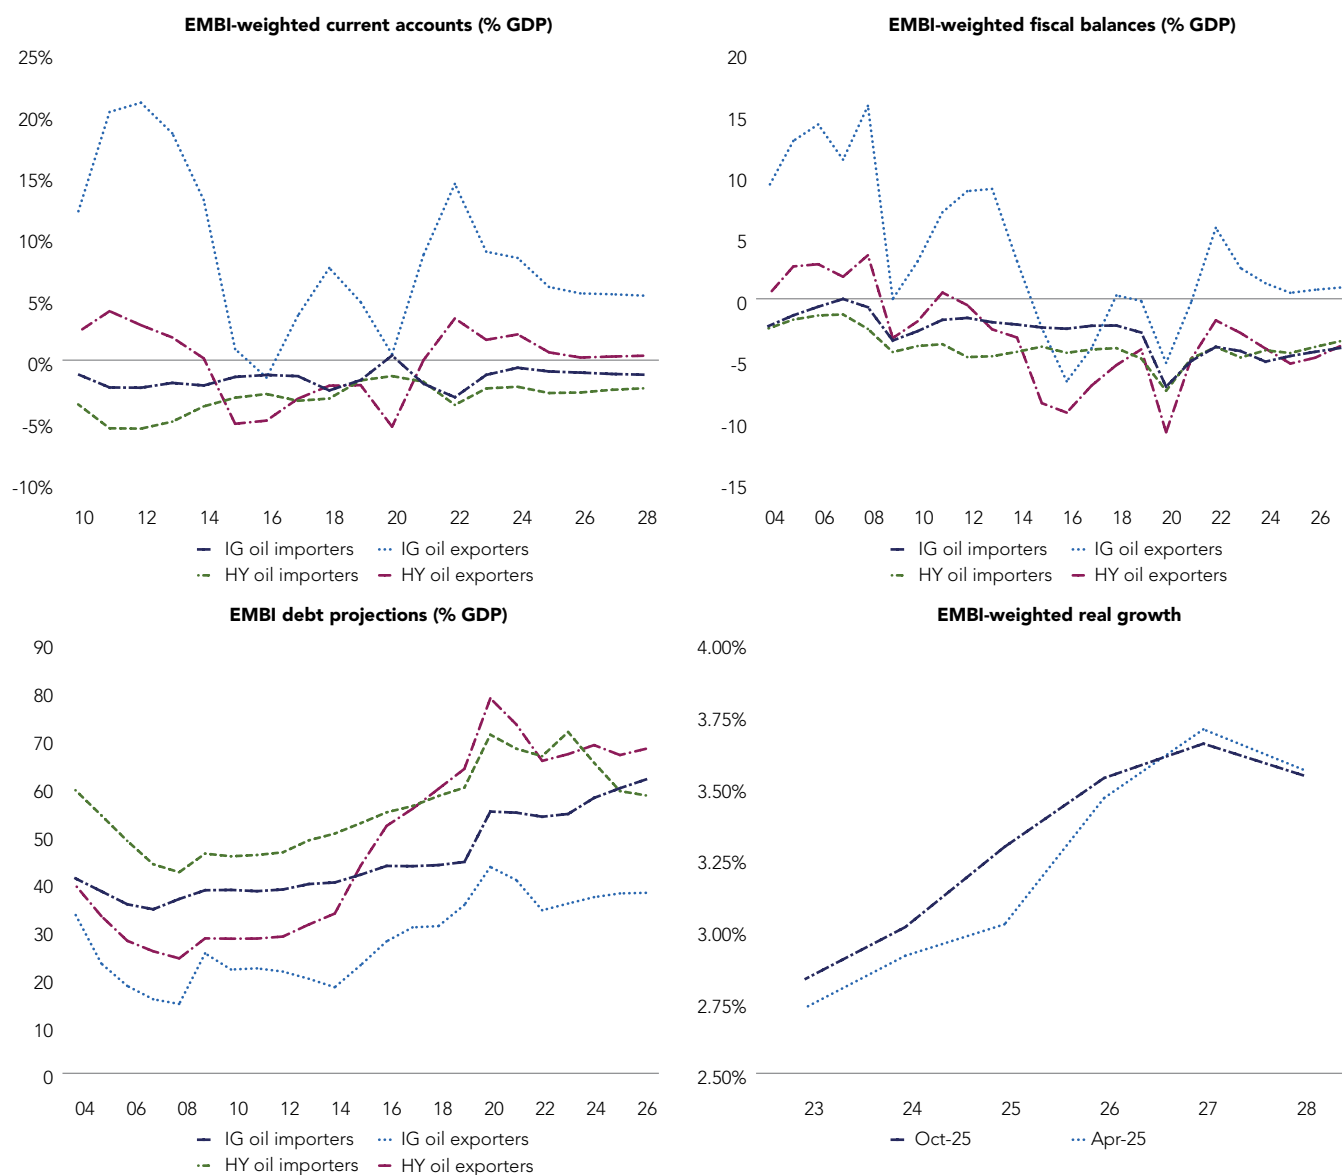 EMBI-weighted current accounts (% GDP)
25%
20%
15%
10%
5%
0%
-5%
-10%
10 12 14 16 18 20 22 24 26 28
IG oil importers IG oil exporters
HY oil importers HY oil exporters
EMBI-weighted fiscal balances (% GDP)
20
15
10
5
0
-5
-10
-15
04 06 08 10 12 14 16 18 20 22 24 26
IG oil importers IG oil exporters
HY oil importers HY oil exporters
EMBI debt projections (% GDP)
90
80
70
60
50
40
30
20
10
0
04 06 08 10 12 14 16 18 20 22 24 26
IG oil importers IG oil exporters
HY oil importers HY oil exporters
EMBI-weighted real growth
4.00%
3.75%
3.50%
3.25%
3.00%
2.75%
2.50%
23 24 25 26 27 28
Oct-25 Apr-25